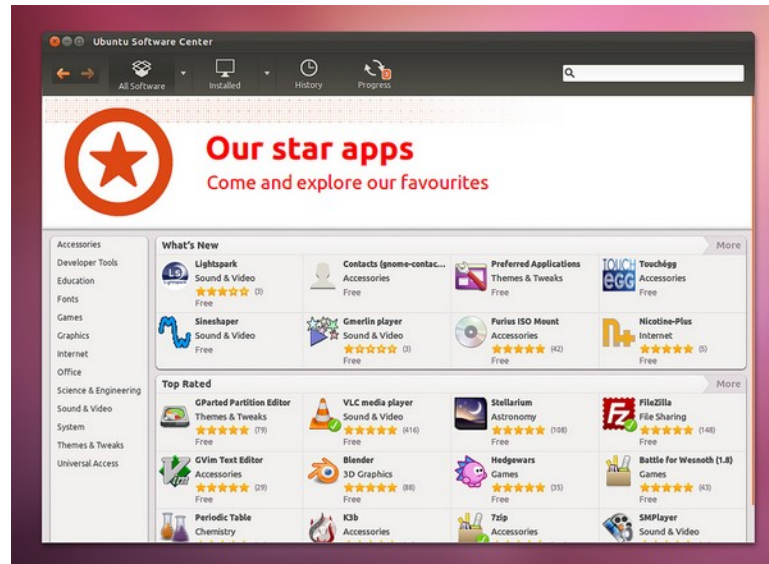 Ubuntu Software Center
All Software
Installed
History
Progress
Our star apps
Come and explore our favourites
Accessories
Developer Tools
Education
Fonts
Games
Graphics
Internet
Office
Science & Engineering
Sound & Video
System
Themes & Tweaks
Universal Access
What's New
More
Lightspark
Sound & Video
(3)
Free
Contacts (gnome-contac...
Accessories
Free
Preferred Applications
Themes & Tweaks
Free
TOUCH
egg
Touchégg
Accessories
Free
Sineshaper
Sound & Video
Free
Gmerlin player
Sound & Video
(3)
Free
Furius ISO Mount
Accessories
(42)
Free
Nicotine-Plus
Internet
(5)
Free
Top Rated
More
GParted Partition Editor
Themes & Tweaks
(79)
Free
VLC media player
Sound & Video
(416)
Free
Stellarium
Astronomy
(108)
Free
FileZilla
File Sharing
(148)
Free
GVim Text Editor
Accessories
(29)
Free
Blender
3D Graphics
(88)
Free
Hedgewars
Games
(35)
Free
Battle for Wesnoth (1.8)
Games
(43)
Free
Periodic Table
Chemistry
K3b
Accessories
7zip
Accessories
SMPlayer
Sound & Video